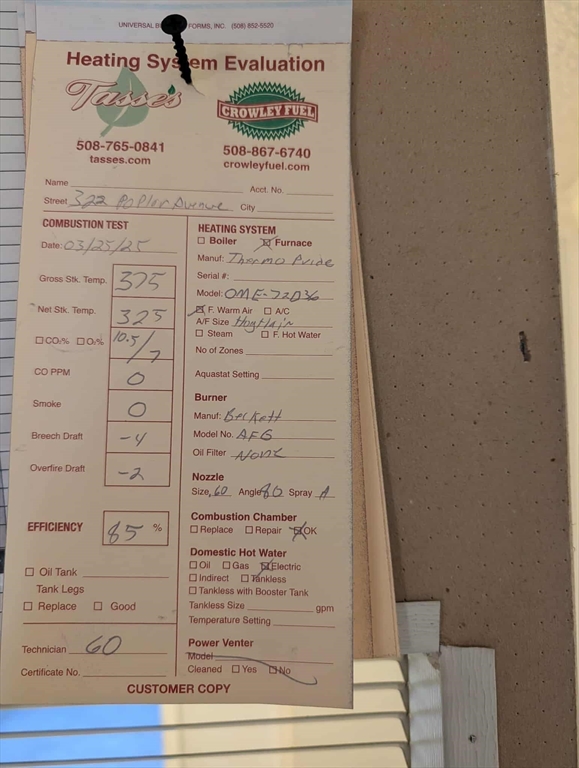 UNIVERSAL FORMS, INC. (508) 852-5520
Heating System Evaluation
Tasse's
CROWLEY FUEL
508-765-0841
tasses.com
508-867-6740
crowleyfuel.com
Name Acct. No.
Street 322 Poplar Avenue City
COMBUSTION TEST
Date: 03/25/25
Gross Stk. Temp. 375
Net Stk. Temp. 325
☐ CO₂% ☐ O₂% 10.5/7
CO PPM 0
Smoke 0
Breech Draft -4
Overfire Draft -2
EFFICIENCY 85 %
☐ Oil Tank
Tank Legs
☐ Replace ☐ Good
Technician 60
Certificate No.
HEATING SYSTEM
☐ Boiler ☒ Furnace
Manuf: Thermo Pride
Serial #:
Model: OME-72D36
☒ F. Warm Air ☐ A/C
A/F Size
☐ Steam ☐ F. Hot Water
No of Zones
Aquastat Setting
Burner
Manuf: Beckett
Model No. AFG
Oil Filter None
Nozzle
Size .60 Angle 80 Spray A
Combustion Chamber
☐ Replace ☐ Repair ☒ OK
Domestic Hot Water
☐ Oil ☐ Gas ☒ Electric
☐ Indirect ☐ Tankless
☐ Tankless with Booster Tank
Tankless Size gpm
Temperature Setting
Power Venter
Model
Cleaned ☐ Yes ☐ No
CUSTOMER COPY